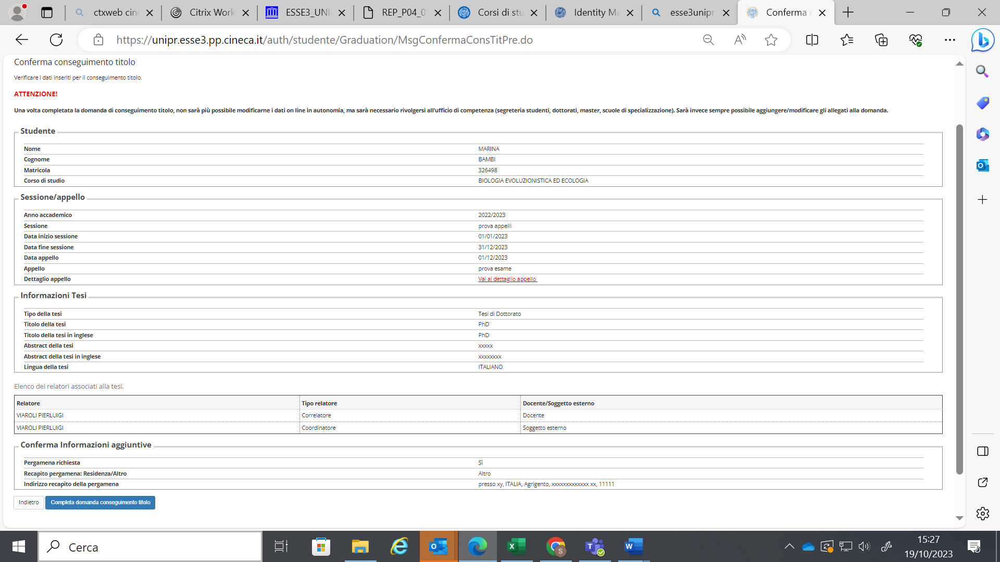 ctxweb cin
Citrix Work
ESSE3_UNI
REP_P04_0
Corsi di stu
Identity Ma
esse3unipr
Conferma
https://unipr.esse3.pp.cineca.it/auth/studente/Graduation/MsgConfermaConsTitPre.do
Conferma conseguimento titolo
Verificare i dati inseriti per il conseguimento titolo.
ATTENZIONE!
Una volta completata la domanda di conseguimento titolo, non sarà più possibile modificarne i dati on line in autonomia, ma sarà necessario rivolgersi all'ufficio di competenza (segreteria studenti, dottorati, master, scuole di specializzazione). Sarà invece sempre possibile aggiungere/modificare gli allegati alla domanda.
Studente
Nome MARINA
Cognome BAMBI
Matricola 326498
Corso di studio BIOLOGIA EVOLUZIONISTICA ED ECOLOGIA
Sessione/appello
Anno accademico 2022/2023
Sessione prova appelli
Data inizio sessione 01/01/2023
Data fine sessione 31/12/2023
Data appello 01/12/2023
Appello prova esame
Dettaglio appello Vai al dettaglio appello
Informazioni Tesi
Tipo della tesi Tesi di Dottorato
Titolo della tesi PhD
Titolo della tesi in inglese PhD
Abstract della tesi xxxxx
Abstract della tesi in inglese xxxxxxxx
Lingua della tesi ITALIANO
Elenco dei relatori associati alla tesi.
Relatore Tipo relatore Docente/Soggetto esterno
VIAROLI PIERLUIGI Correlatore Docente
VIAROLI PIERLUIGI Coordinatore Soggetto esterno
Conferma Informazioni aggiuntive
Pergamena richiesta Sì
Recapito pergamena: Residenza/Altro Altro
Indirizzo recapito della pergamena presso xy, ITALIA, Agrigento, xxxxxxxxxxxxx xx, 11111
Indietro Completa domanda conseguimento titolo
Cerca
15:27
19/10/2023